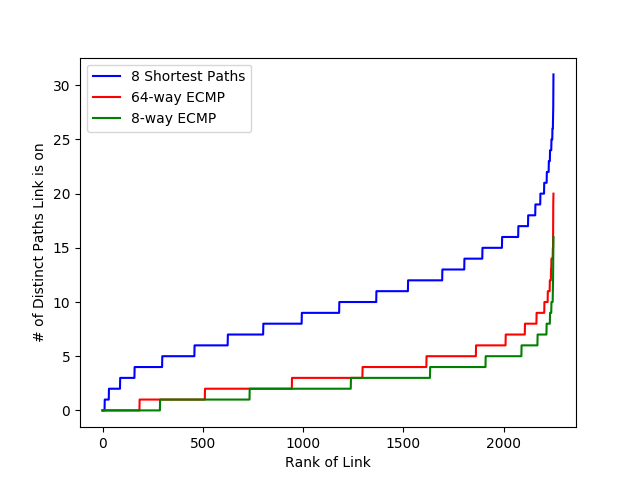 8 Shortest Paths
64-way ECMP
8-way ECMP
# of Distinct Paths Link is on
30
25
20
15
10
5
0
0 500 1000 1500 2000
Rank of Link